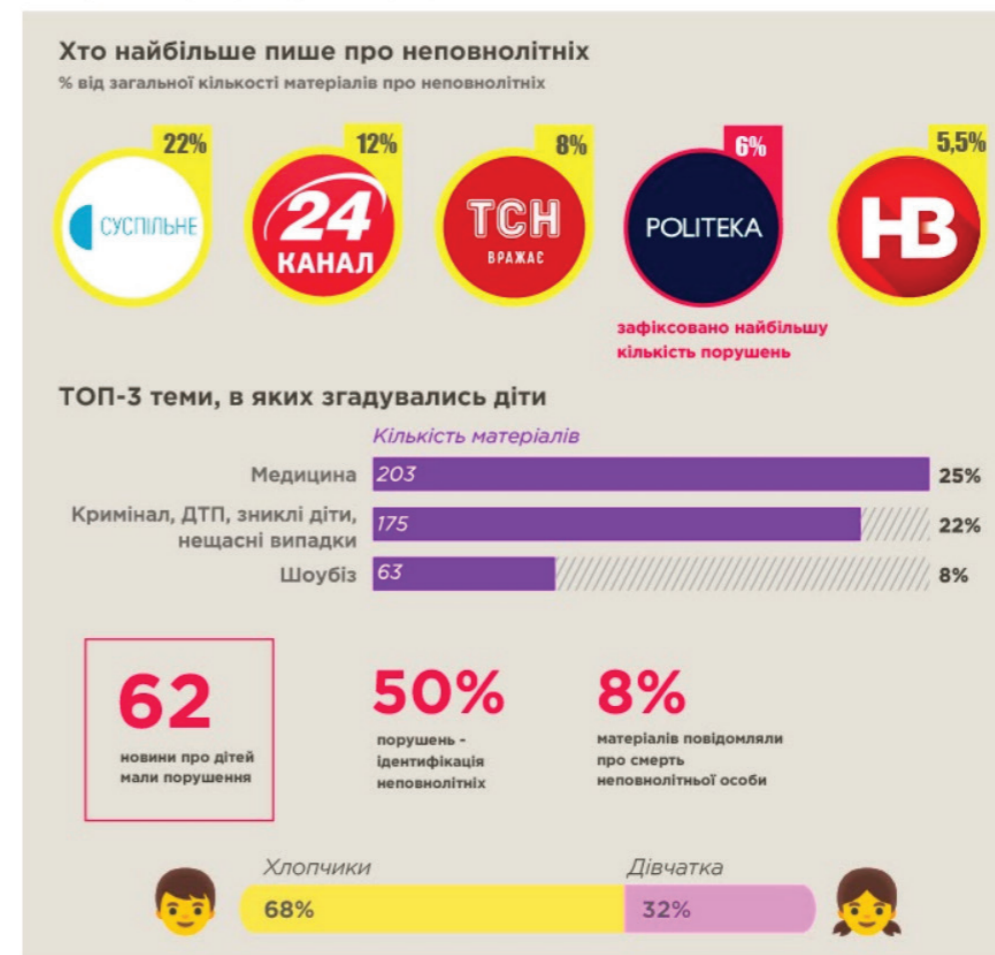 Хто найбільше пише про неповнолітніх
% від загальної кількості матеріалів про неповнолітніх
22%
12%
8%
6%
5,5%
СУСПІЛЬНЕ
24
КАНАЛ
ТСН
ВРАЖАЄ
POLITEKA
НВ
зафіксовано найбільшу
кількість порушень
ТОП-3 теми, в яких згадувались діти
Кількість матеріалів
Медицина 203 25%
Кримінал, ДТП, зниклі діти,
нещасні випадки 175 22%
Шоубіз 63 8%
62
новини про дітей
мали порушення
50%
порушень -
ідентифікація
неповнолітніх
8%
матеріалів повідомляли
про смерть
неповнолітньої особи
Хлопчики Дівчатка
68% 32%